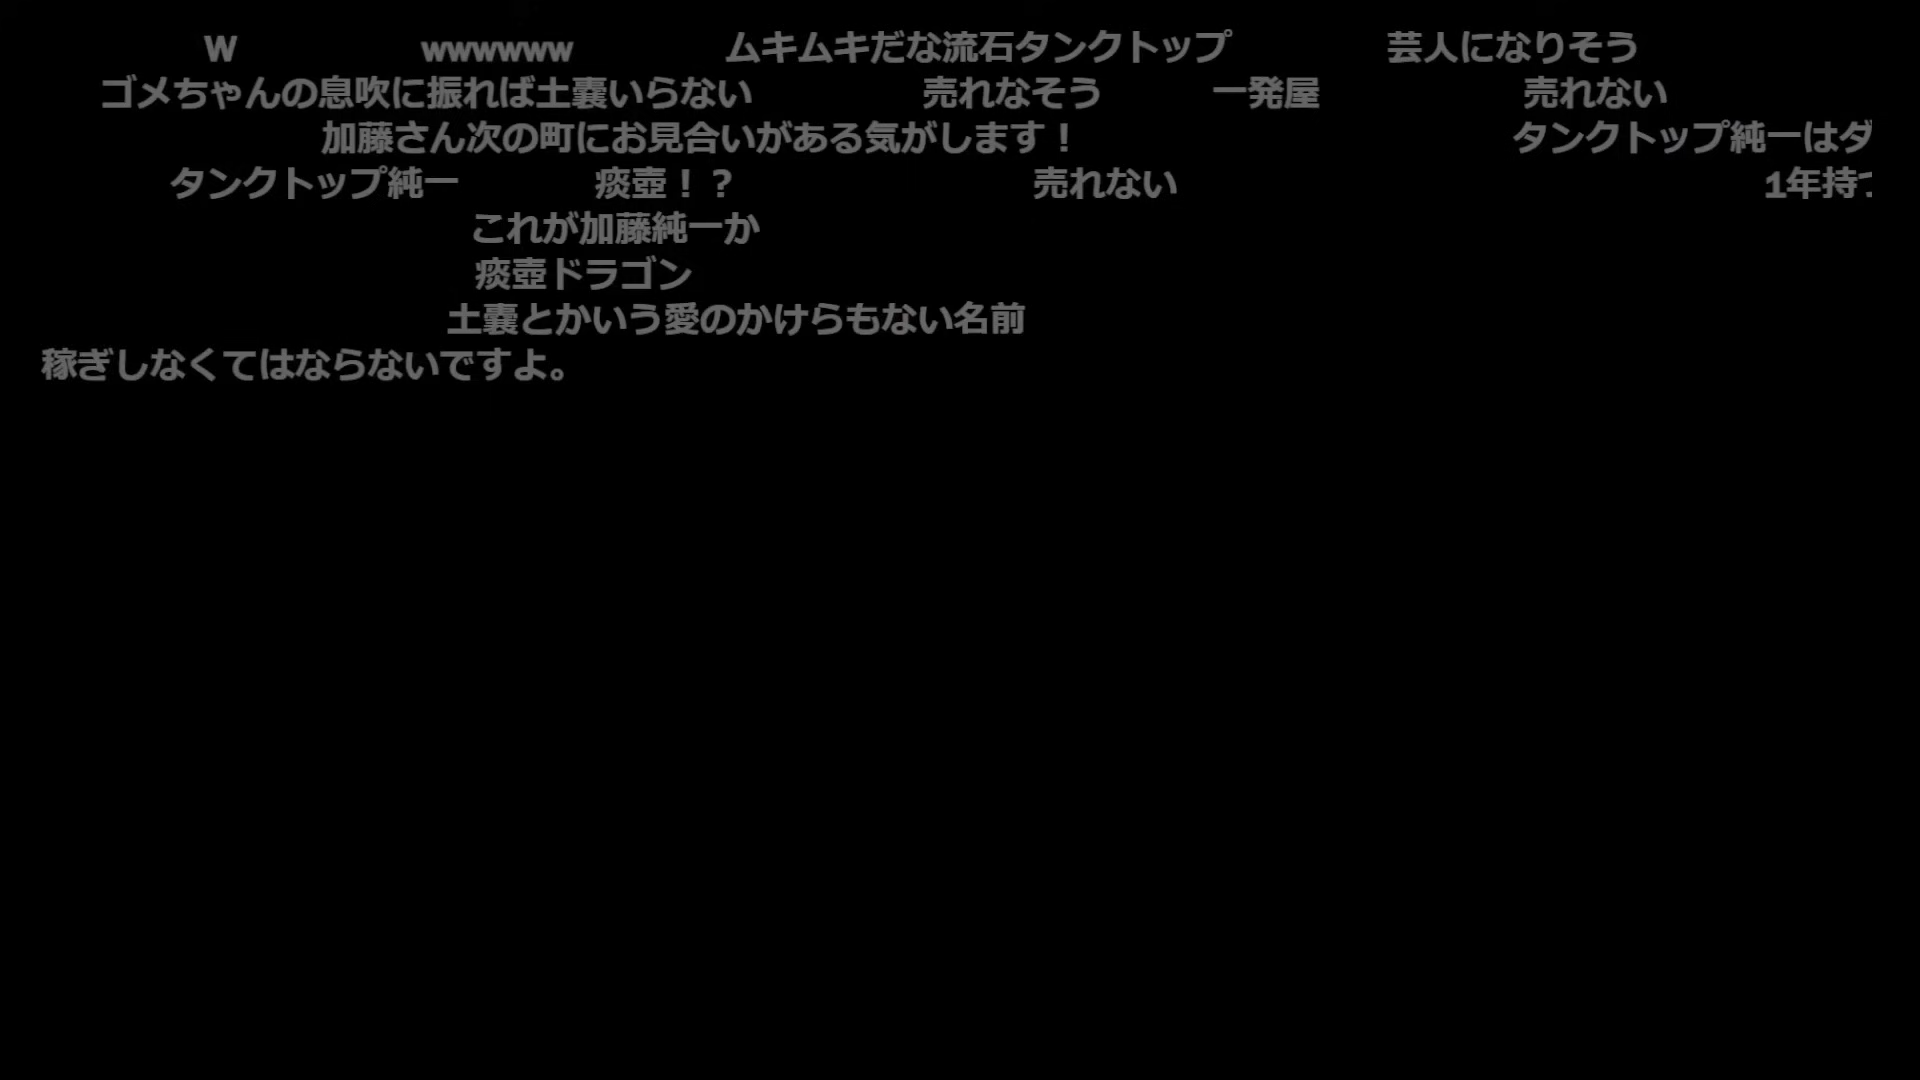 W wwwwww ムキムキだな流石タンクトップ 芸人になりそう
ゴメちゃんの息吹に振れば土嚢いらない 売れなそう 一発屋 売れない
加藤さん次の町にお見合いがある気がします！ タンクトップ純一はダ
タンクトップ純一 痰壺！？ 売れない 1年持つ
これが加藤純一か
痰壺ドラゴン
土嚢とかいう愛のかけらもない名前
稼ぎしなくてはならないですよ。